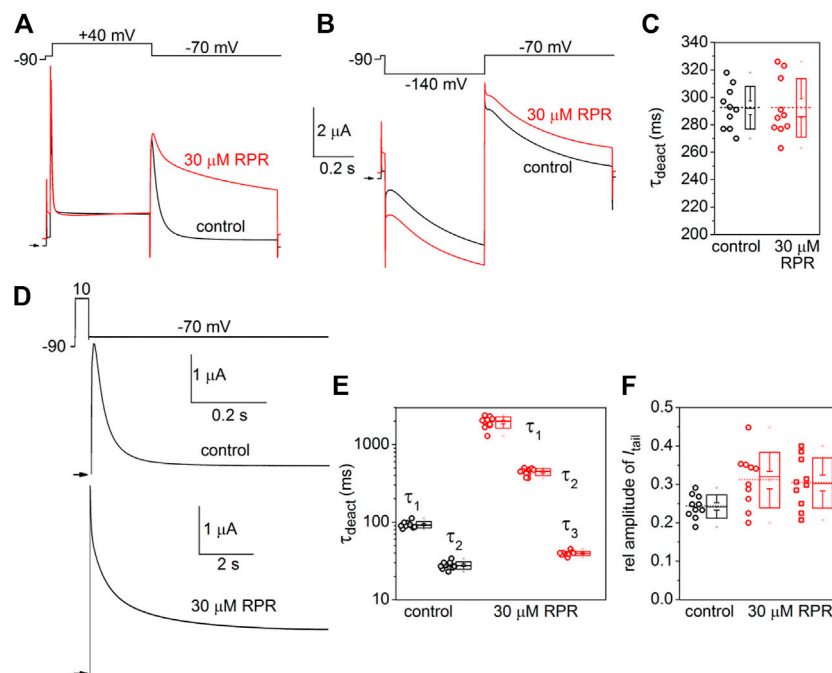 A
+40 mV
-70 mV
-90
30 μM RPR
control
B
-70 mV
-90
-140 mV
2 μA
0.2 s
30 μM RPR
control
C
340
320
300
280
260
240
220
200
τdeact (ms)
control
30 μM
RPR
D
10
-70 mV
-90
1 μA
0.2 s
control
1 μA
2 s
30 μM RPR
E
1000
100
10
τdeact (ms)
τ1
τ2
τ1
τ2
τ3
control
30 μM RPR
F
0.5
0.4
0.3
0.2
0.1
0.0
rel amplitude of Itail
control
30 μM RPR